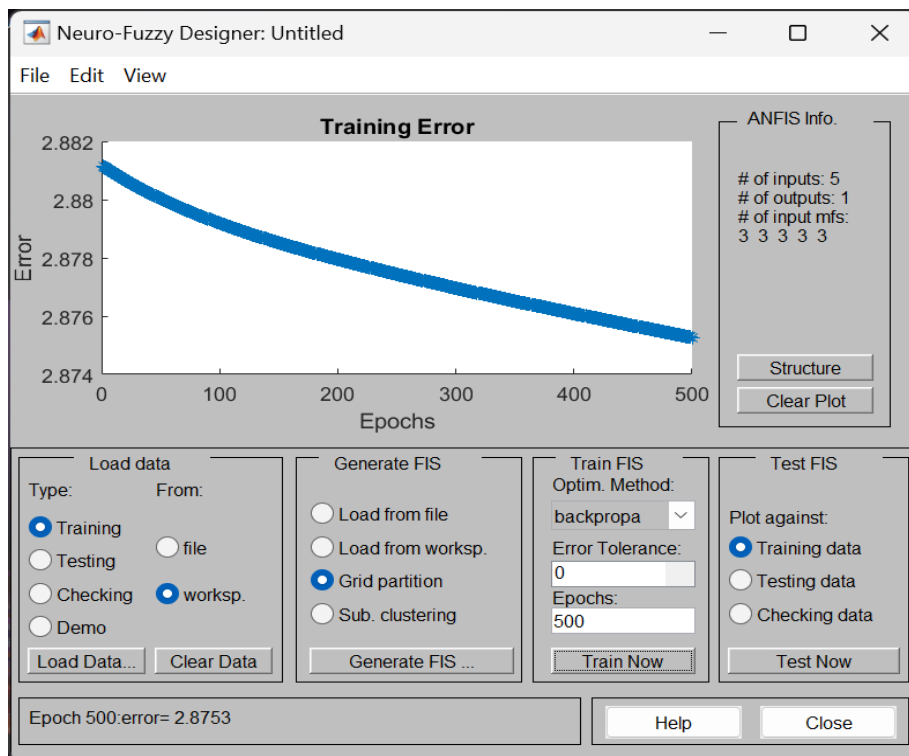 Neuro-Fuzzy Designer: Untitled
File Edit View
Training Error
2.882
2.88
2.878
2.876
2.874
Error
0 100 200 300 400 500
Epochs
ANFIS Info.
# of inputs: 5
# of outputs: 1
# of input mfs:
3 3 3 3 3
Structure
Clear Plot
Load data
Type: From:
Training
Testing
Checking
Demo
file
worksp.
Load Data... Clear Data
Generate FIS
Load from file
Load from worksp.
Grid partition
Sub. clustering
Generate FIS ...
Train FIS
Optim. Method:
backpropa
Error Tolerance:
0
Epochs:
500
Train Now
Test FIS
Plot against:
Training data
Testing data
Checking data
Test Now
Epoch 500:error= 2.8753
Help Close